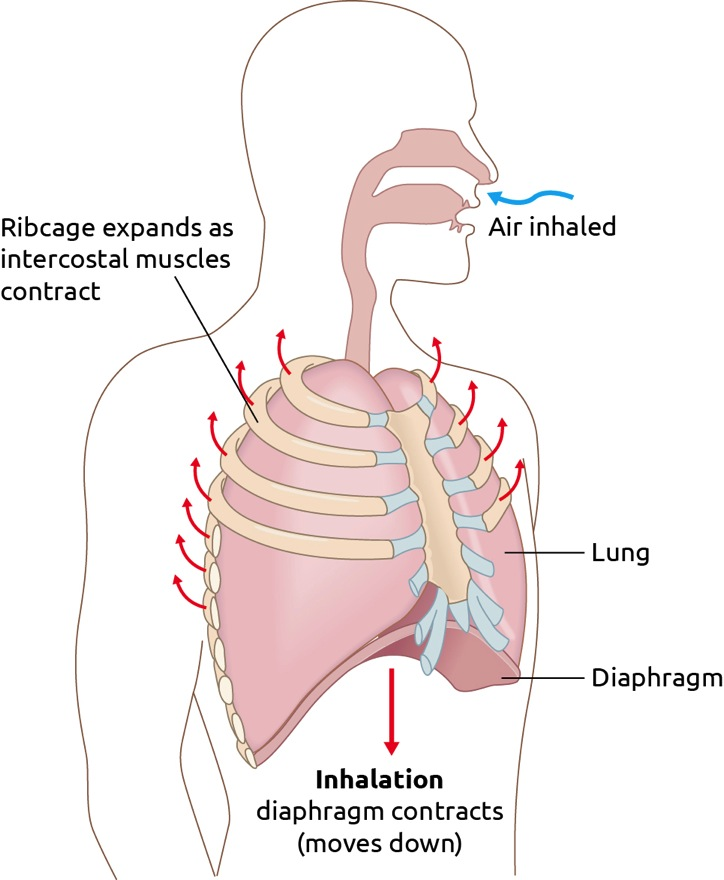 Ribcage expands as
intercostal muscles
contract
Air inhaled
Lung
Diaphragm
Inhalation
diaphragm contracts
(moves down)